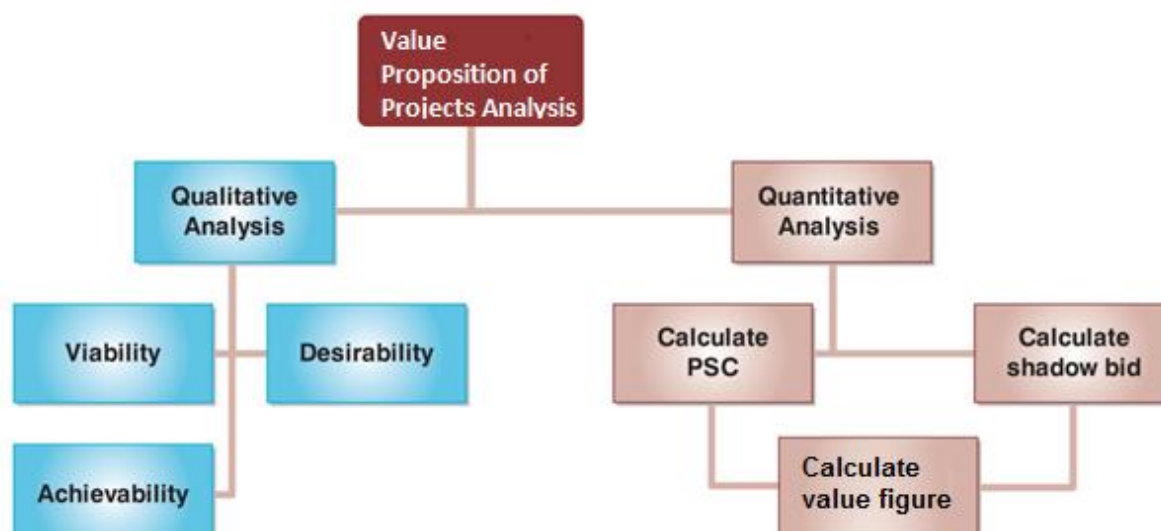 Value
Proposition of
Projects Analysis
Qualitative
Analysis
Quantitative
Analysis
Viability
Desirability
Calculate
PSC
Calculate
shadow bid
Achievability
Calculate
value figure